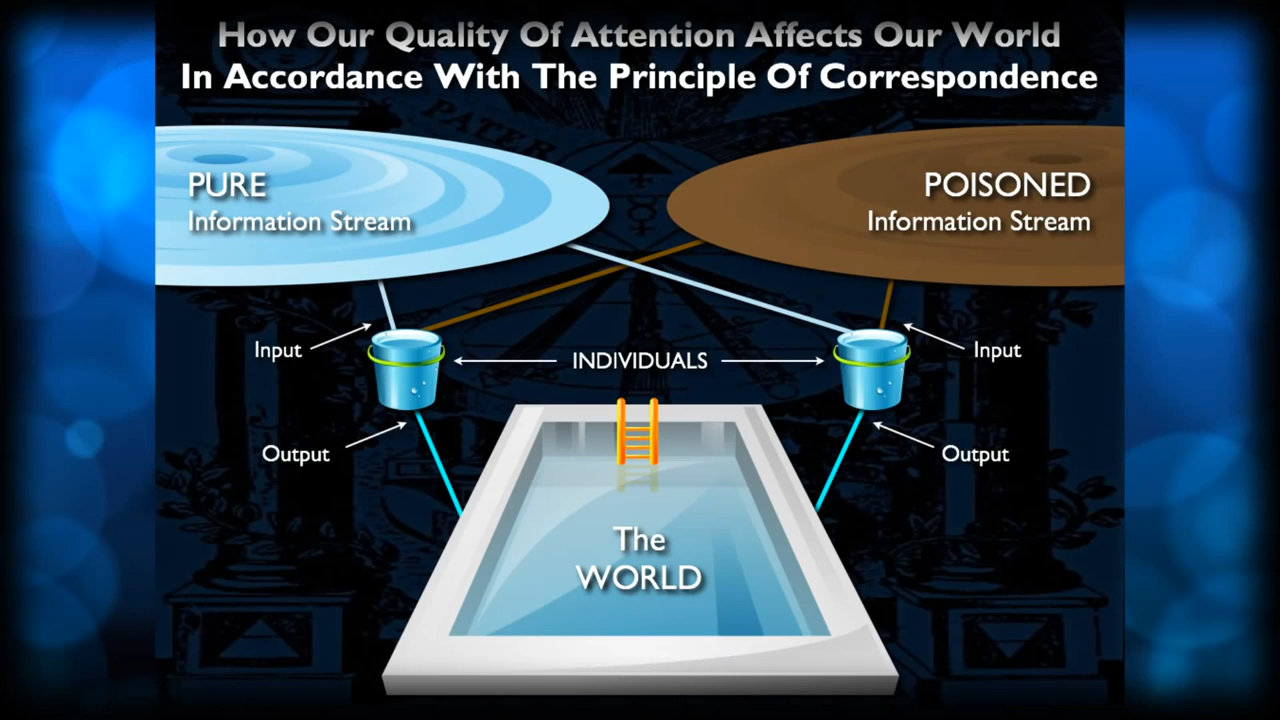 How Our Quality Of Attention Affects Our World
In Accordance With The Principle Of Correspondence
PATER
PURE
Information Stream
POISONED
Information Stream
Input
INDIVIDUALS
Input
Output
Output
The
WORLD